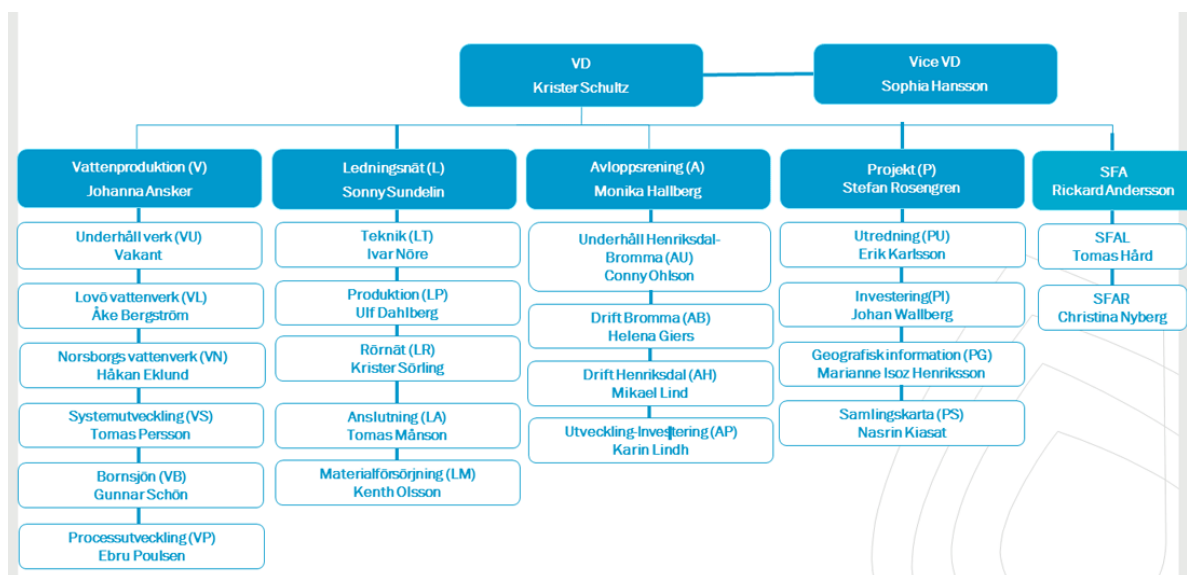 VD
Krister Schultz
Vice VD
Sophia Hansson
Vattenproduktion (V)
Johanna Ansker
Underhåll verk (VU)
Vakant
Lovö vattenverk (VL)
Åke Bergström
Norsborgs vattenverk (VN)
Håkan Eklund
Systemutveckling (VS)
Tomas Persson
Bornsjön (VB)
Gunnar Schön
Processutveckling (VP)
Ebru Poulsen
Ledningsnät (L)
Sonny Sundelin
Teknik (LT)
Ivar Nöre
Produktion (LP)
Ulf Dahlberg
Rörnät (LR)
Krister Sörling
Anslutning (LA)
Tomas Månson
Materialförsörjning (LM)
Kenth Olsson
Avloppsrening (A)
Monika Hallberg
Underhåll Henriksdal-
Bromma (AU)
Conny Ohlson
Drift Bromma (AB)
Helena Giers
Drift Henriksdal (AH)
Mikael Lind
Utveckling-Investering (AP)
Karin Lindh
Projekt (P)
Stefan Rosengren
Utredning (PU)
Erik Karlsson
Investering(PI)
Johan Wallberg
Geografisk information (PG)
Marianne Isoz Henriksson
Samlingskarta (PS)
Nasrin Kiasat
SFA
Rickard Andersson
SFAL
Tomas Hård
SFAR
Christina Nyberg